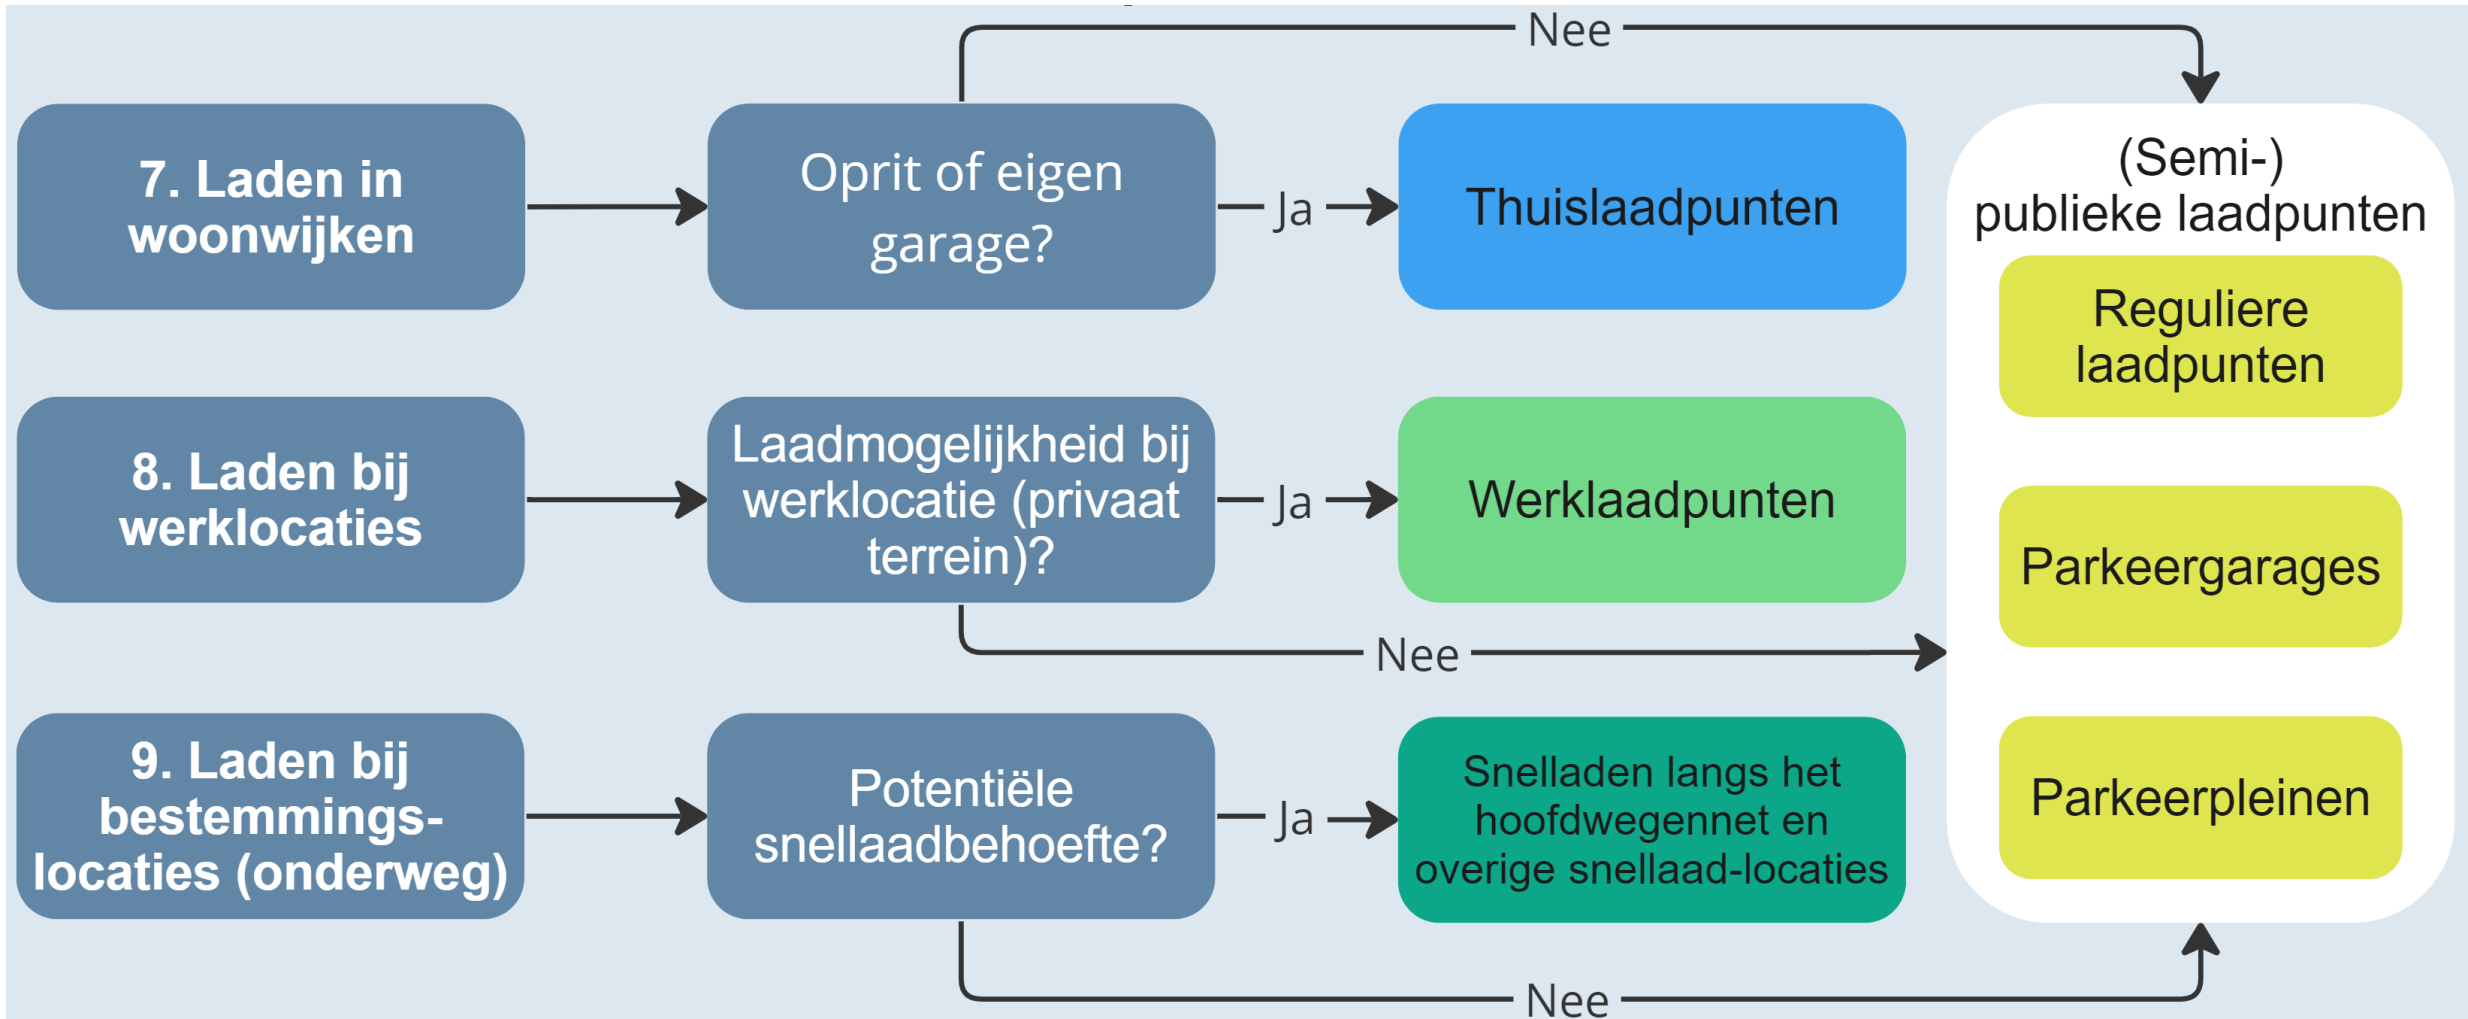 Nee
7. Laden in
woonwijken
Oprit of eigen
garage?
Ja
Thuislaadpunten
(Semi-)
publieke laadpunten
Reguliere
laadpunten
Parkeergarages
Parkeerpleinen
8. Laden bij
werklocaties
Laadmogelijkheid bij
werklocatie (privaat
terrein)?
Ja
Werklaadpunten
Nee
9. Laden bij
bestemmings-
locaties (onderweg)
Potentiële
snellaadbehoefte?
Ja
Snelladen langs het
hoofdwegennet en
overige snellaad-locaties
Nee